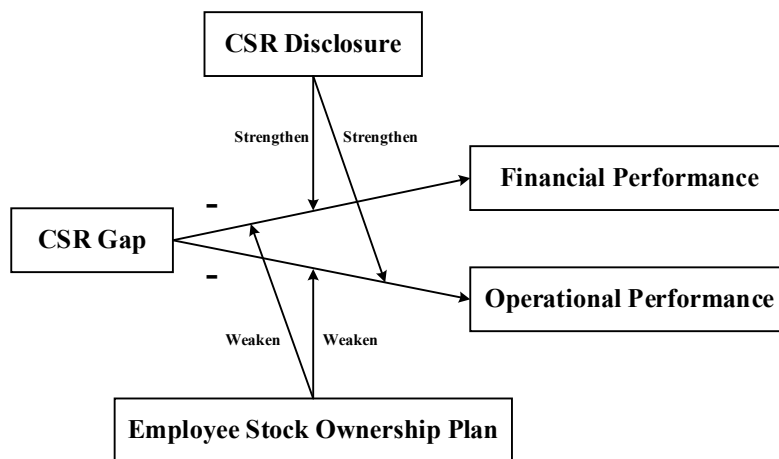 CSR Disclosure
Strengthen
Strengthen
Financial Performance
-
CSR Gap
-
Operational Performance
Weaken
Weaken
Employee Stock Ownership Plan